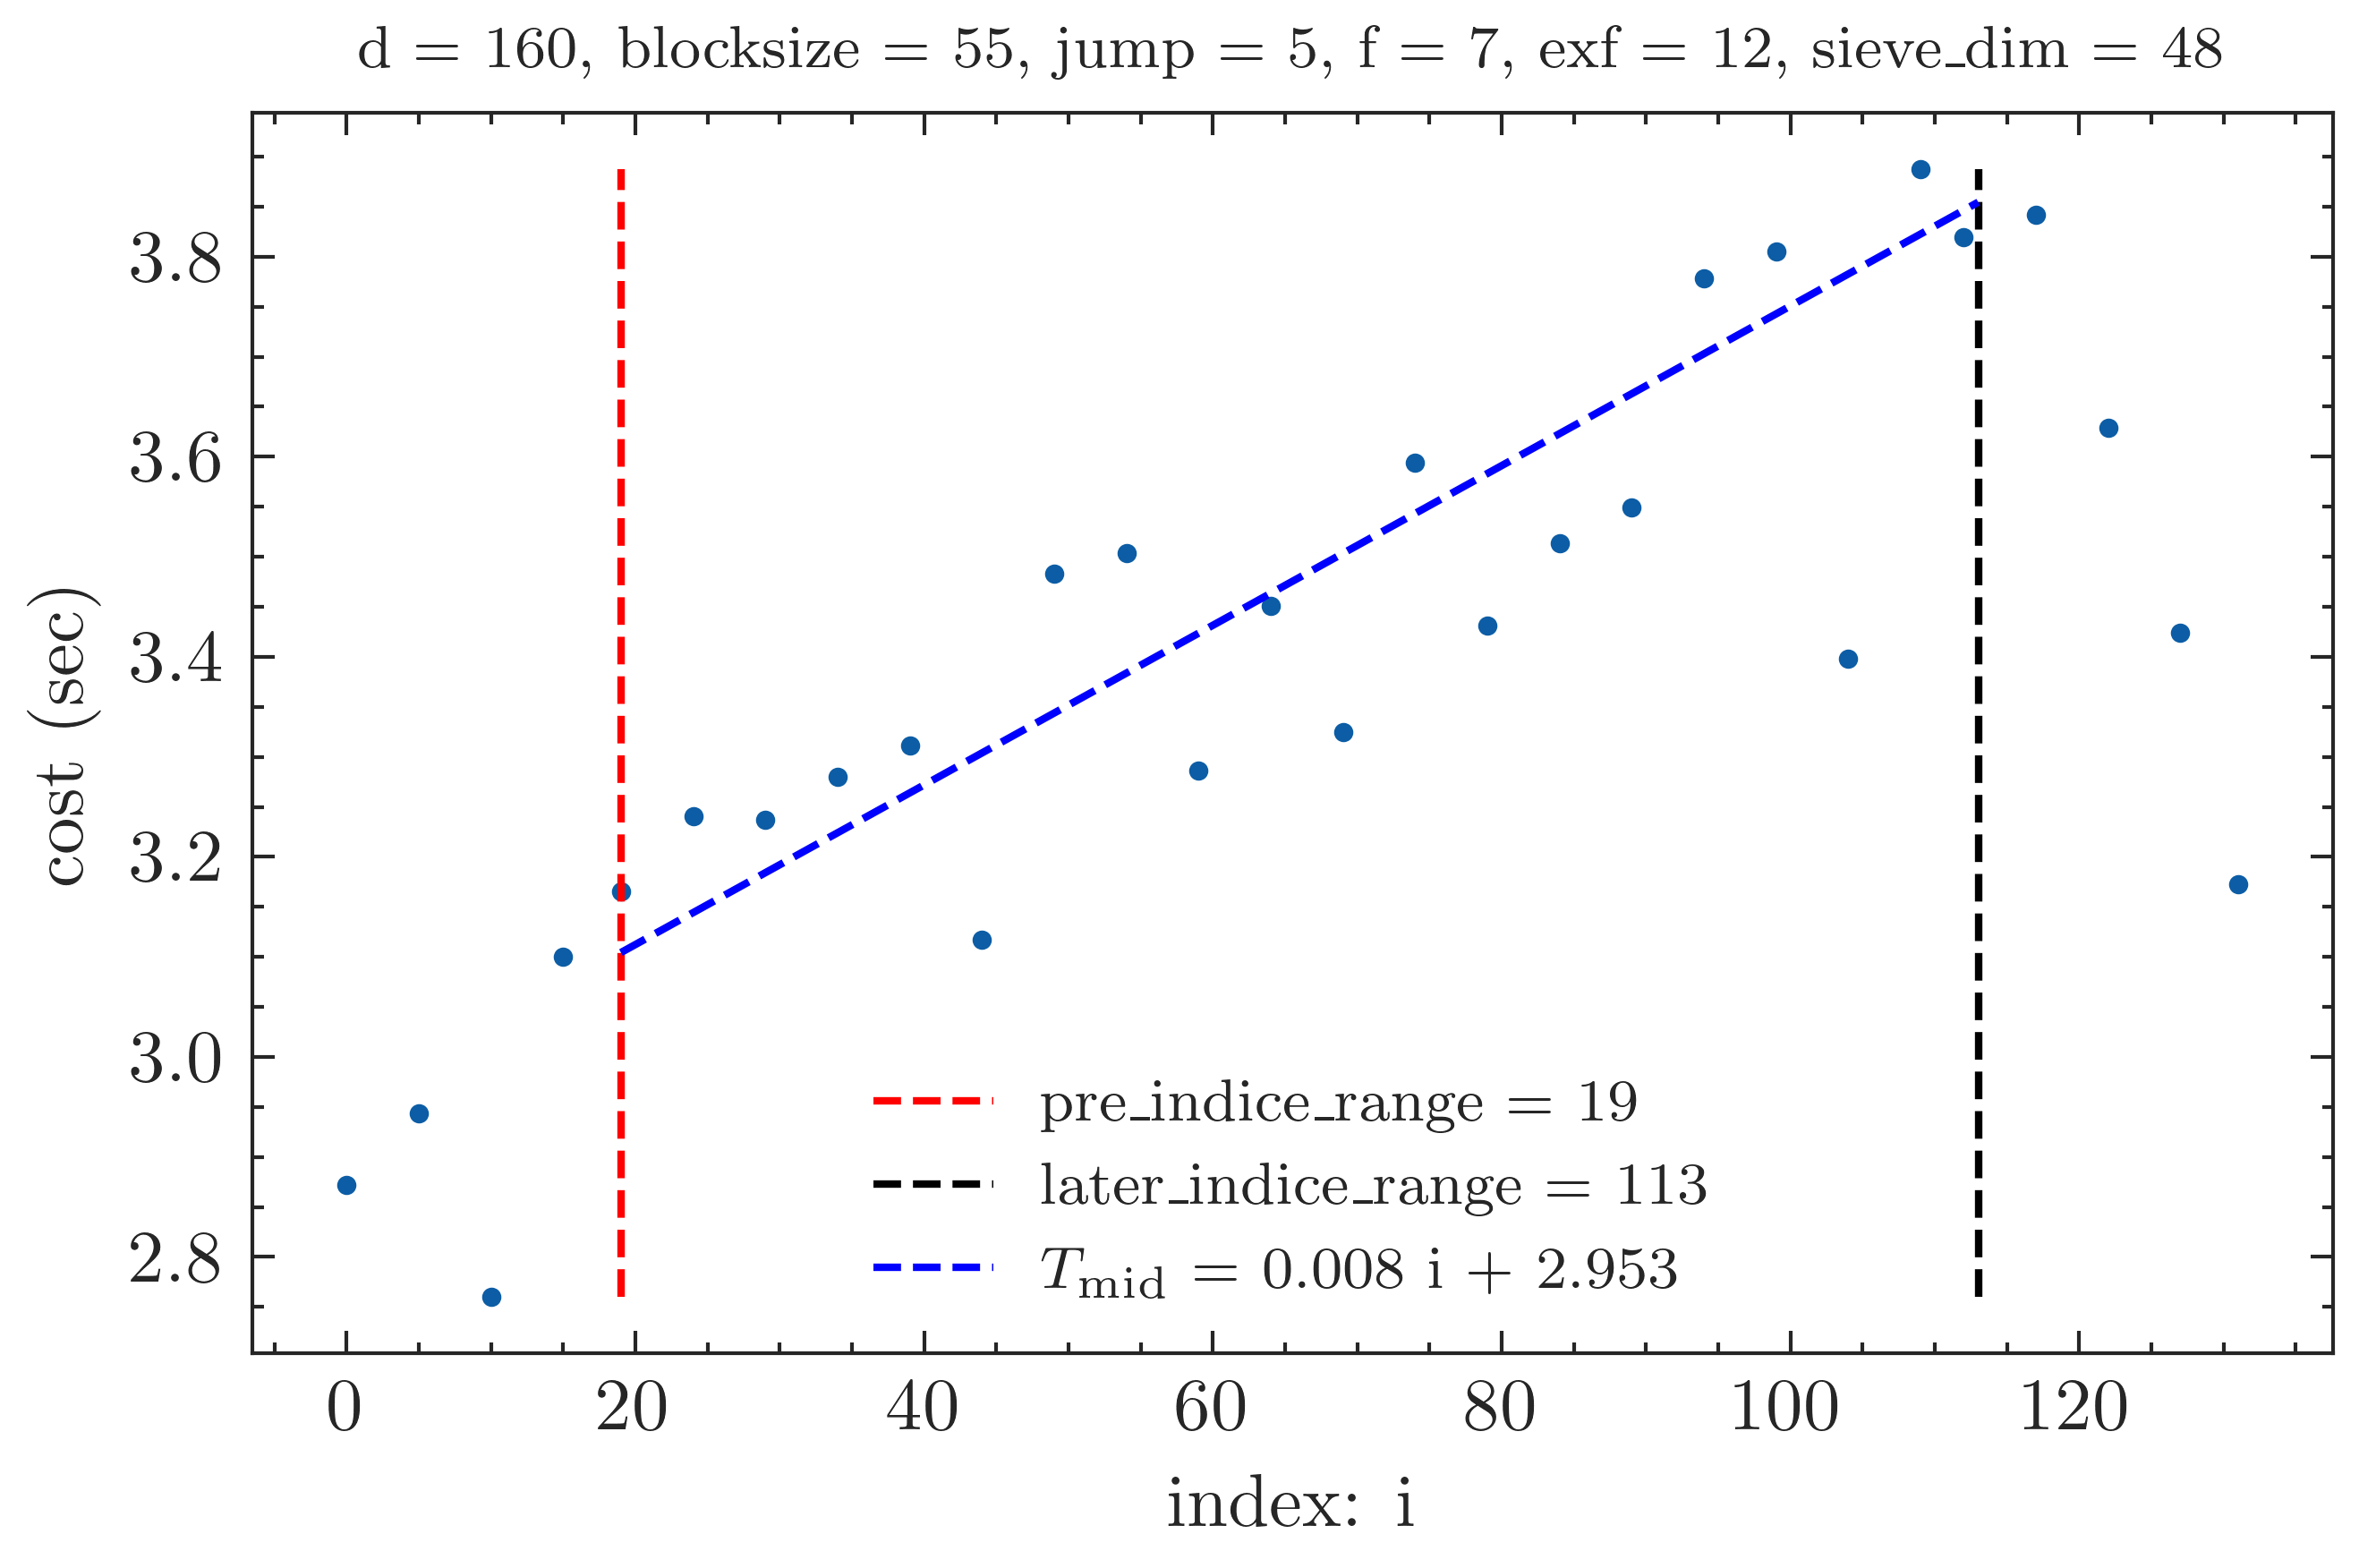 d = 160, blocksize = 55, jump = 5, f = 7, exf = 12, sieve_dim = 48
cost (sec)
3.8
3.6
3.4
3.2
3.0
2.8
pre_indice_range = 19
later_indice_range = 113
T_mid = 0.008 i + 2.953
0 20 40 60 80 100 120
index: i